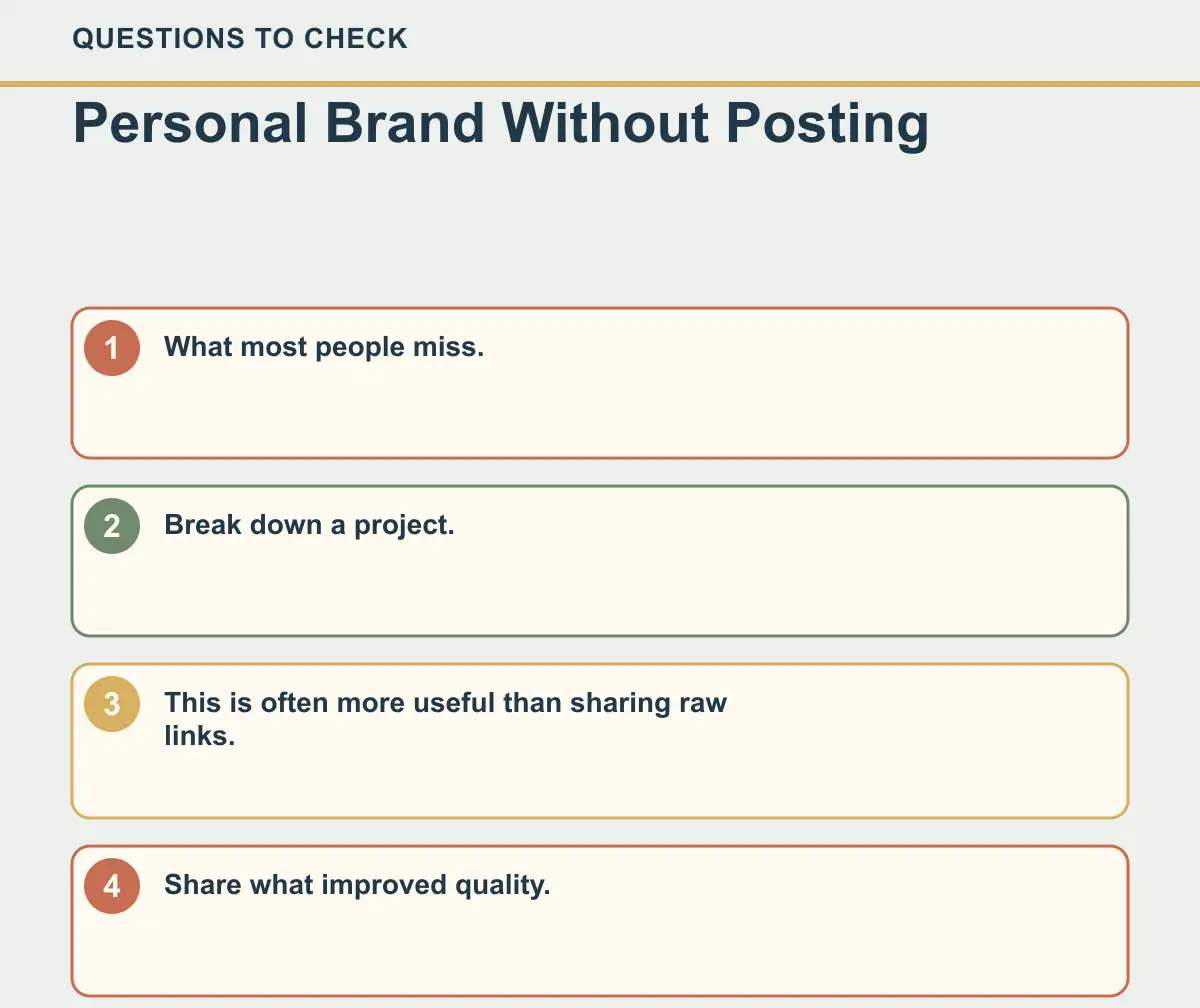 QUESTIONS TO CHECK
Personal Brand Without Posting
1 What most people miss.
2 Break down a project.
3 This is often more useful than sharing raw
links.
4 Share what improved quality.